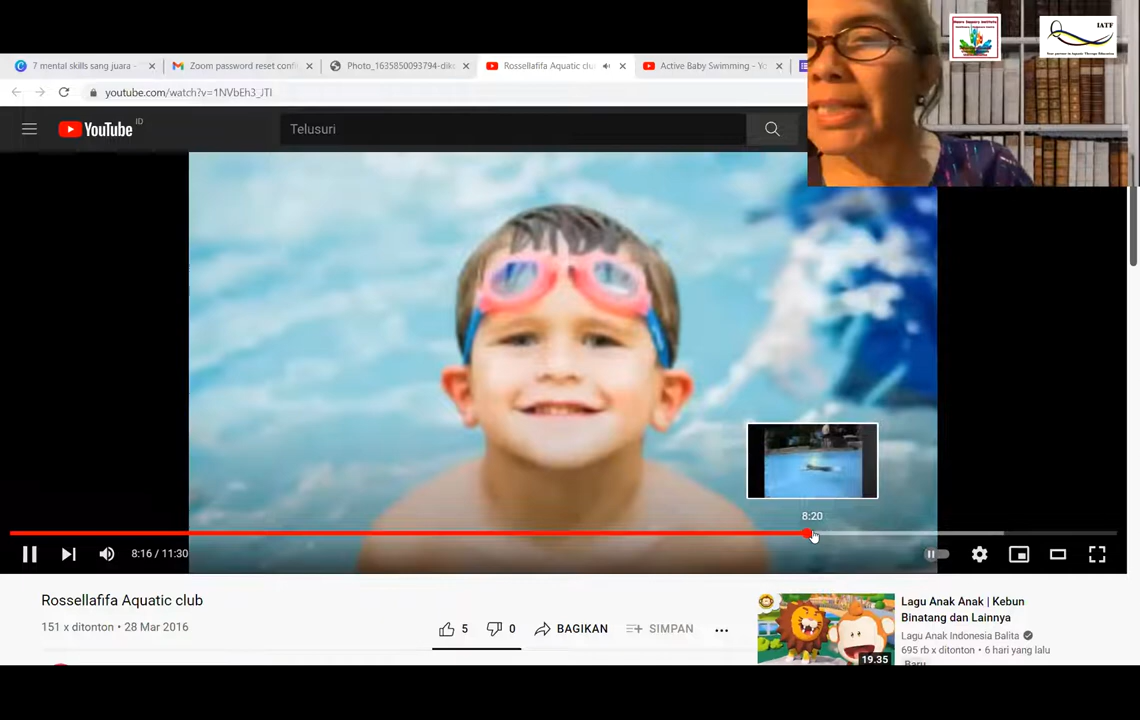 7 mental skills sang juara -
Zoom password reset confi
Photo_1635850093794-diko
Rossellafifa Aquatic clu
Active Baby Swimming - Yo
IATF
youtube.com/watch?v=1NVbEh3_JTI
YouTube ID
Telusuri
8:20
8:16 / 11:30
Rossellafifa Aquatic club
151 x ditonton • 28 Mar 2016
5
0
BAGIKAN
SIMPAN
Lagu Anak Anak | Kebun
Binatang dan Lainnya
Lagu Anak Indonesia Balita
695 rb x ditonton • 6 hari yang lalu
Baru
19.35